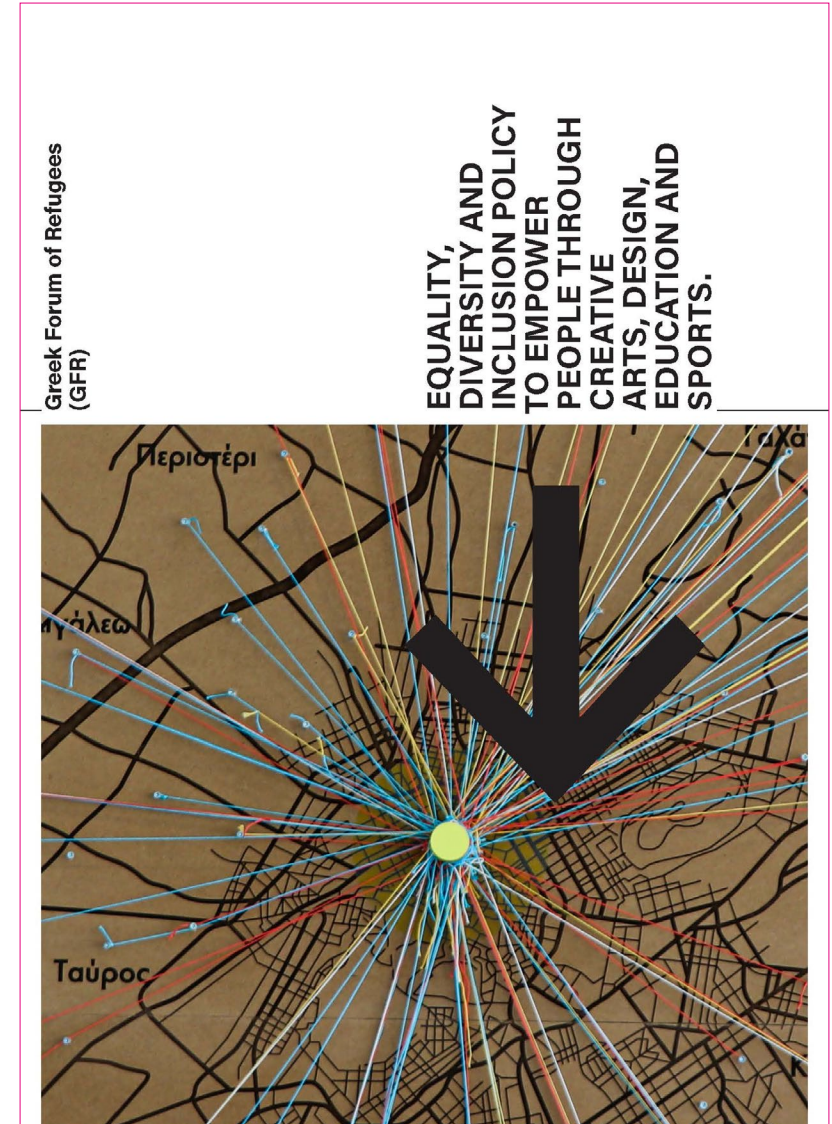 Greek Forum of Refugees
(GFR)
EQUALITY,
DIVERSITY AND
INCLUSION POLICY
TO EMPOWER
PEOPLE THROUGH
CREATIVE
ARTS, DESIGN,
EDUCATION AND
SPORTS.
Περιστέρι
Ταύρος